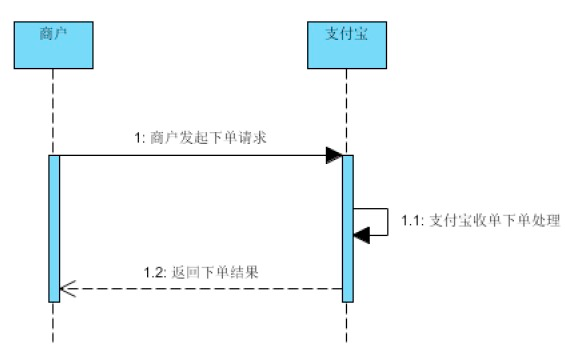 商户
支付宝
1: 商户发起下单请求
1.1: 支付宝收单下单处理
1.2: 返回下单结果